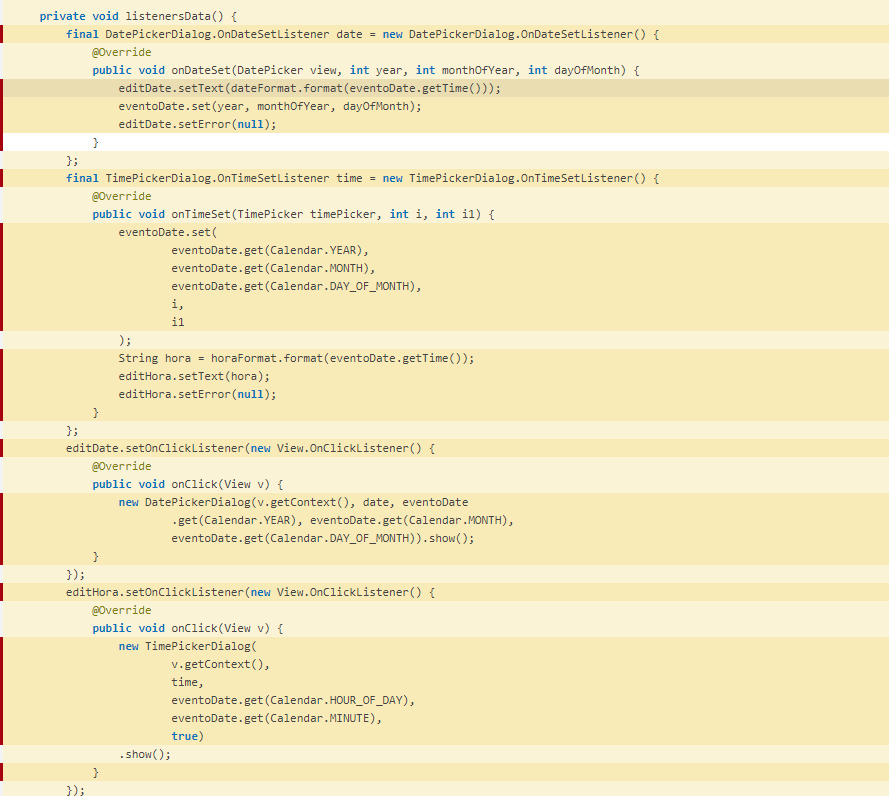 private void listenersData() {
    final DatePickerDialog.OnDateSetListener date = new DatePickerDialog.OnDateSetListener() {
        @Override
        public void onDateSet(DatePicker view, int year, int monthOfYear, int dayOfMonth) {
            editDate.setText(dateFormat.format(eventoDate.getTime()));
            eventoDate.set(year, monthOfYear, dayOfMonth);
            editDate.setError(null);
        }
    };
    final TimePickerDialog.OnTimeSetListener time = new TimePickerDialog.OnTimeSetListener() {
        @Override
        public void onTimeSet(TimePicker timePicker, int i, int i1) {
            eventoDate.set(
                    eventoDate.get(Calendar.YEAR),
                    eventoDate.get(Calendar.MONTH),
                    eventoDate.get(Calendar.DAY_OF_MONTH),
                    i,
                    i1
            );
            String hora = horaFormat.format(eventoDate.getTime());
            editHora.setText(hora);
            editHora.setError(null);
        }
    };
    editDate.setOnClickListener(new View.OnClickListener() {
        @Override
        public void onClick(View v) {
            new DatePickerDialog(v.getContext(), date, eventoDate
                    .get(Calendar.YEAR), eventoDate.get(Calendar.MONTH),
                    eventoDate.get(Calendar.DAY_OF_MONTH)).show();
        }
    });
    editHora.setOnClickListener(new View.OnClickListener() {
        @Override
        public void onClick(View v) {
            new TimePickerDialog(
                    v.getContext(),
                    time,
                    eventoDate.get(Calendar.HOUR_OF_DAY),
                    eventoDate.get(Calendar.MINUTE),
                    true)
            .show();
        }
    });